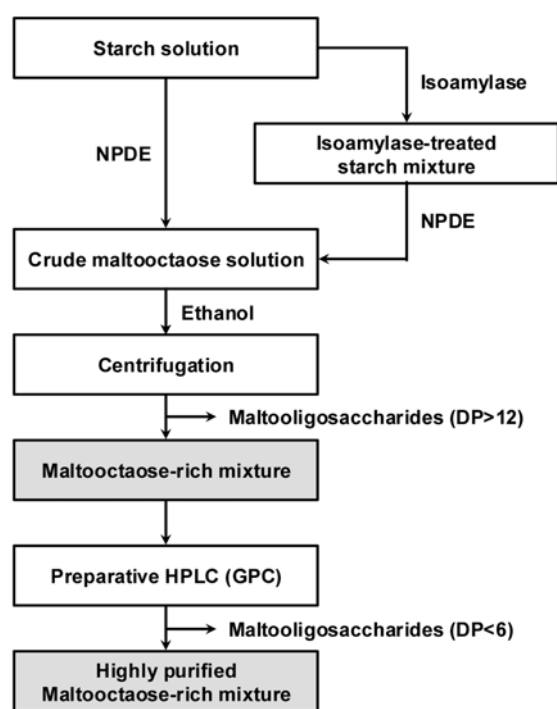 Starch solution
Isoamylase
NPDE
Isoamylase-treated
starch mixture
NPDE
Crude maltooctaose solution
Ethanol
Centrifugation
Maltooligosaccharides (DP>12)
Maltooctaose-rich mixture
Preparative HPLC (GPC)
Maltooligosaccharides (DP<6)
Highly purified
Maltooctaose-rich mixture